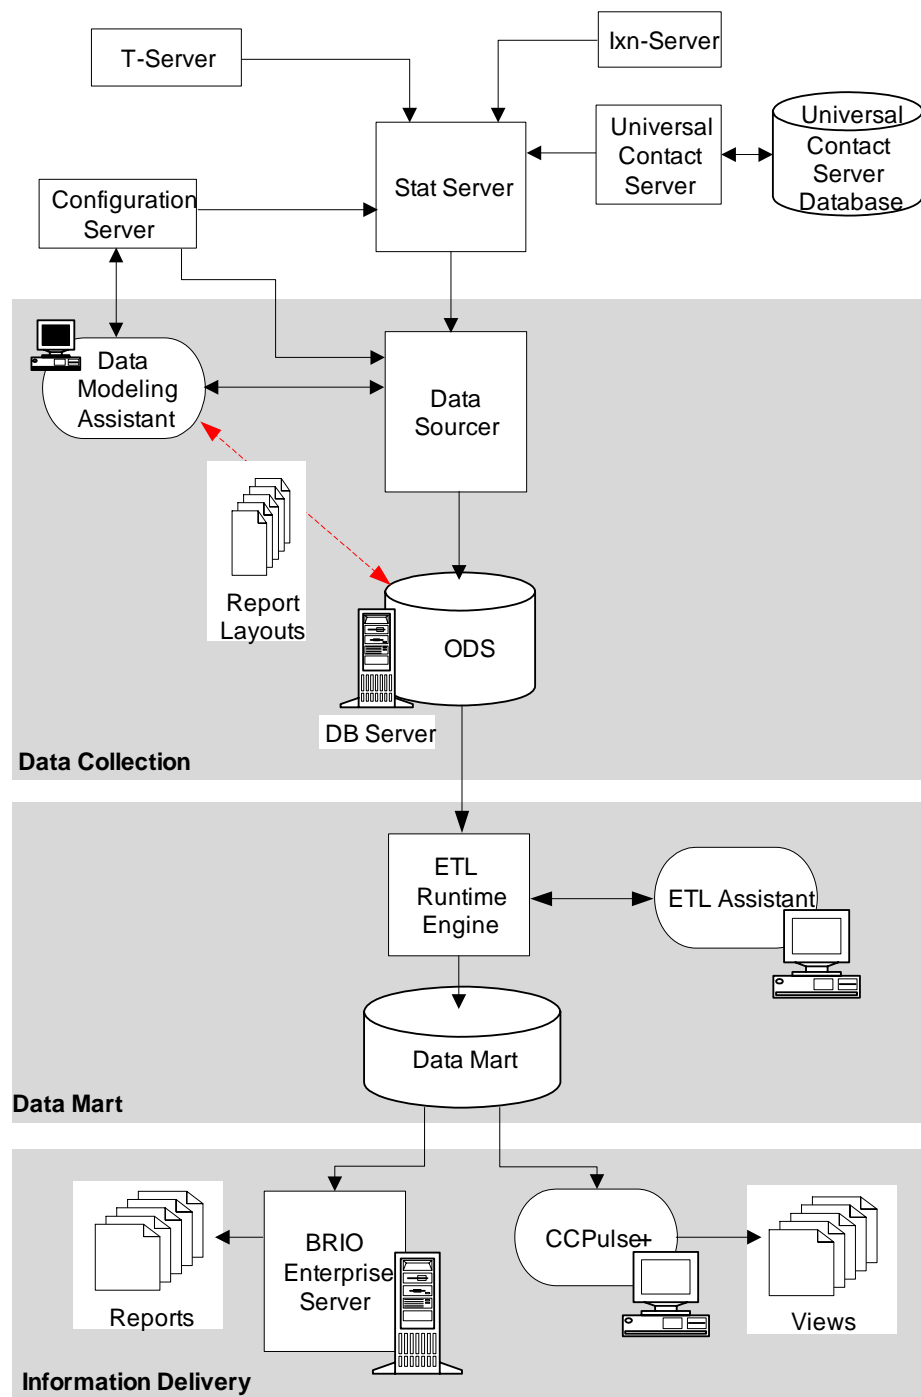 T-Server
Ixn-Server
Stat Server
Universal
Contact
Server
Universal
Contact
Server
Database
Configuration
Server
Data
Modeling
Assistant
Data
Sourcer
Report
Layouts
ODS
DB Server
Data Collection
ETL
Runtime
Engine
ETL Assistant
Data Mart
Data Mart
BRIO
Enterprise
Server
Reports
CCPulse+
Views
Information Delivery